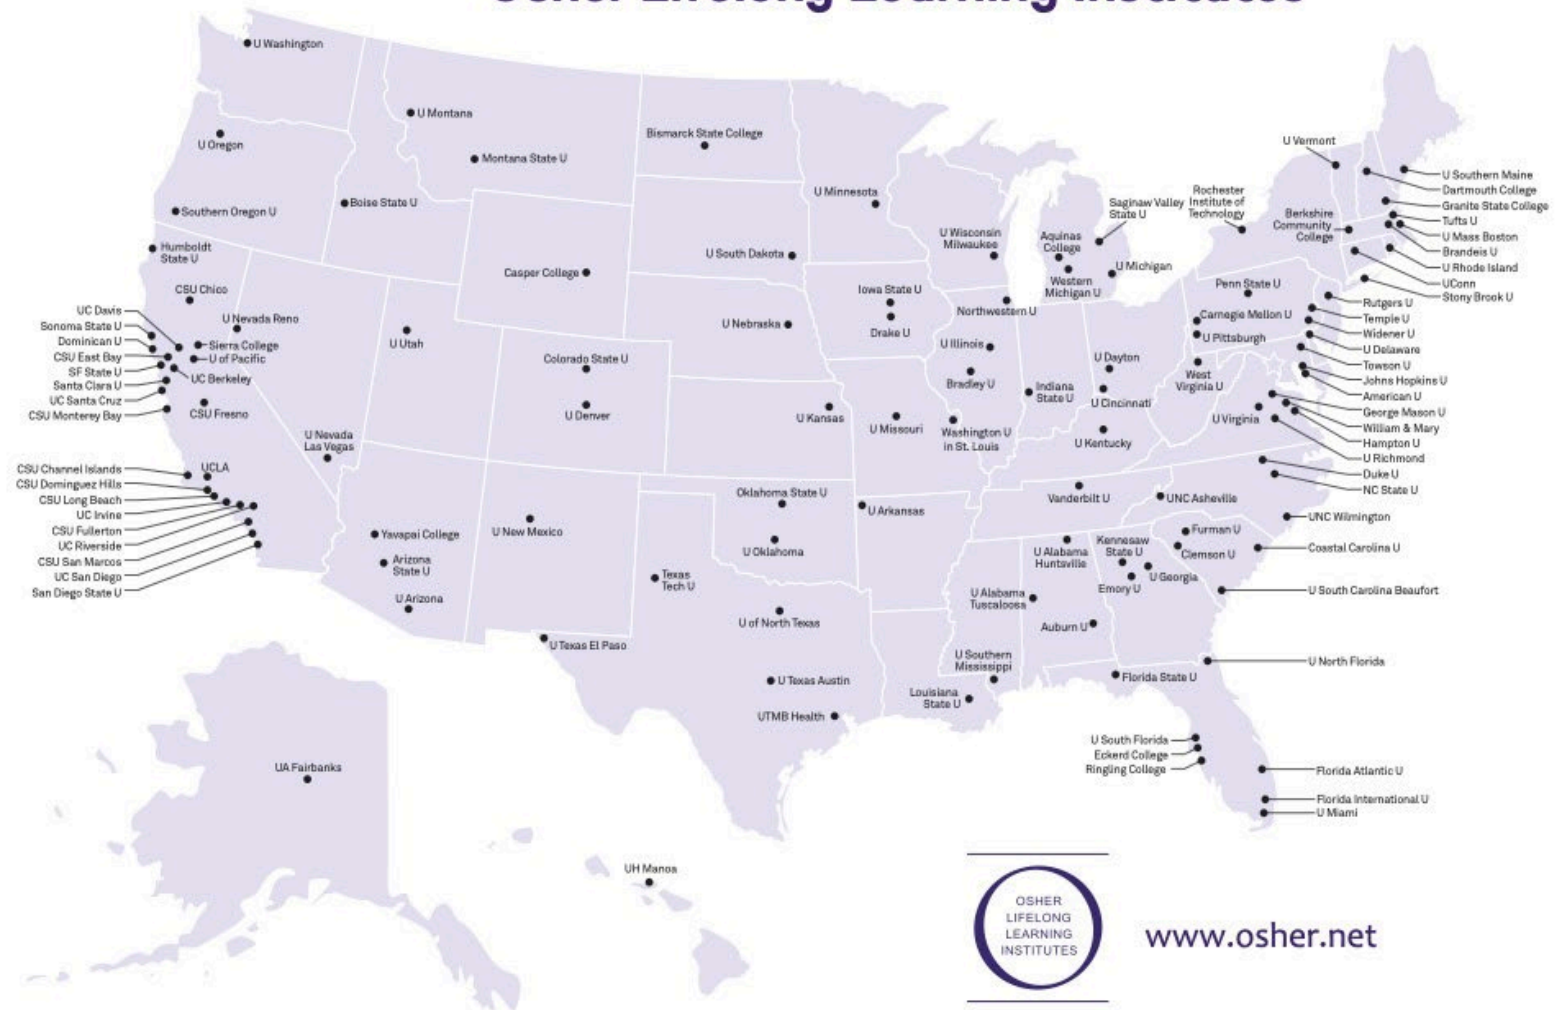 Osher Lifelong Learning Institutes
U Washington
U Montana
Montana State U
U Oregon
Southern Oregon U
Boise State U
Bismarck State College
U Minnesota
U South Dakota
Casper College
Humboldt
State U
CSU Chico
U Nevada Reno
Sierra College
U of Pacific
UC Berkeley
CSU Fresno
UC Davis
Sonoma State U
Dominican U
CSU East Bay
SF State U
Santa Clara U
UC Santa Cruz
CSU Monterey Bay
U Nevada
Las Vegas
U Utah
Colorado State U
U Denver
U Nebraska
U Kansas
Iowa State U
Drake U
U Missouri
U Wisconsin
Milwaukee
Northwestern U
U Illinois
Bradley U
Washington U
in St. Louis
Indiana
State U
Aquinas
College
Western
Michigan U
Saginaw Valley
State U
U Michigan
U Dayton
U Cincinnati
U Kentucky
Rochester
Institute of
Technology
U Vermont
Berkshire
Community
College
U Southern Maine
Dartmouth College
Granite State College
Tufts U
U Mass Boston
Brandeis U
U Rhode Island
UConn
Stony Brook U
Penn State U
Carnegie Mellon U
U Pittsburgh
West
Virginia U
U Virginia
Rutgers U
Temple U
Widener U
U Delaware
Towson U
Johns Hopkins U
American U
George Mason U
William & Mary
Hampton U
U Richmond
Duke U
NC State U
UNC Wilmington
Coastal Carolina U
U South Carolina Beaufort
U North Florida
CSU Channel Islands
UCLA
CSU Dominguez Hills
CSU Long Beach
UC Irvine
CSU Fullerton
UC Riverside
CSU San Marcos
UC San Diego
San Diego State U
Yavapai College
Arizona
State U
U Arizona
U New Mexico
Oklahoma State U
U Oklahoma
U Arkansas
Texas
Tech U
U of North Texas
U Texas El Paso
U Texas Austin
UTMB Health
Vanderbilt U
UNC Asheville
Furman U
Clemson U
U Alabama
Huntsville
Kennesaw
State U
U Georgia
Emory U
U Alabama
Tuscaloosa
Auburn U
U Southern
Mississippi
Louisiana
State U
Florida State U
U South Florida
Eckerd College
Ringling College
Florida Atlantic U
Florida International U
U Miami
UA Fairbanks
UH Manoa
OSHER
LIFELONG
LEARNING
INSTITUTES
www.osher.net